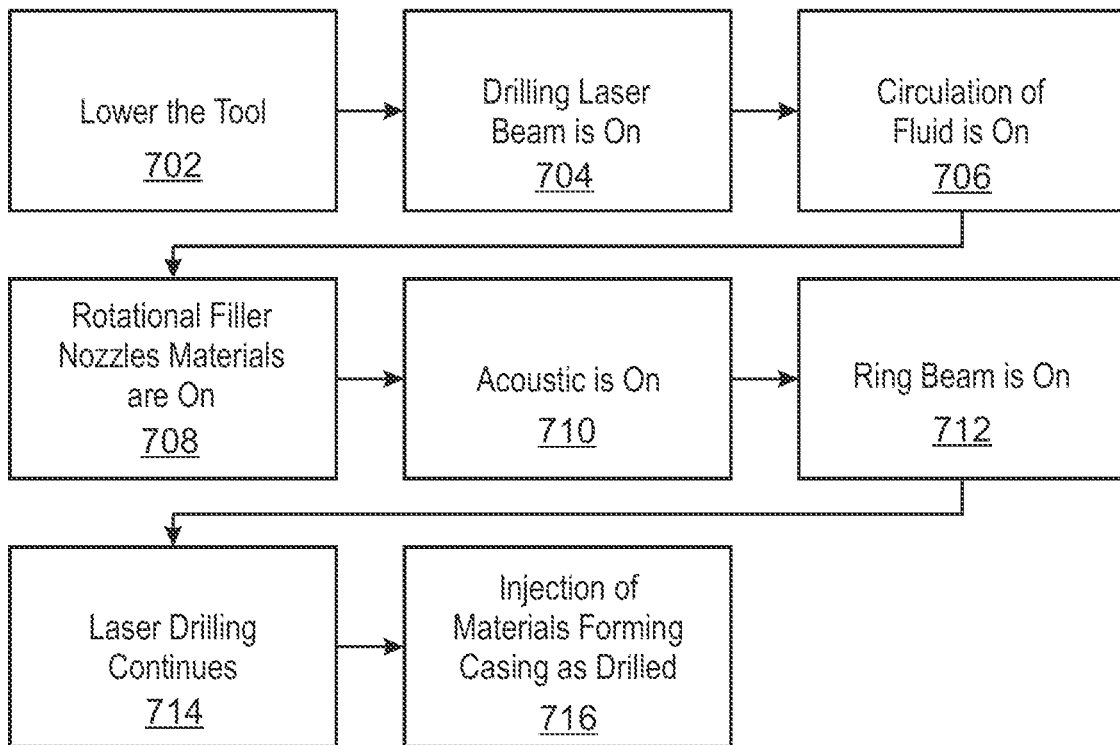 Lower the Tool
702
Drilling Laser
Beam is On
704
Circulation of
Fluid is On
706
Rotational Filler
Nozzles Materials
are On
708
Acoustic is On
710
Ring Beam is On
712
Laser Drilling
Continues
714
Injection of
Materials Forming
Casing as Drilled
716